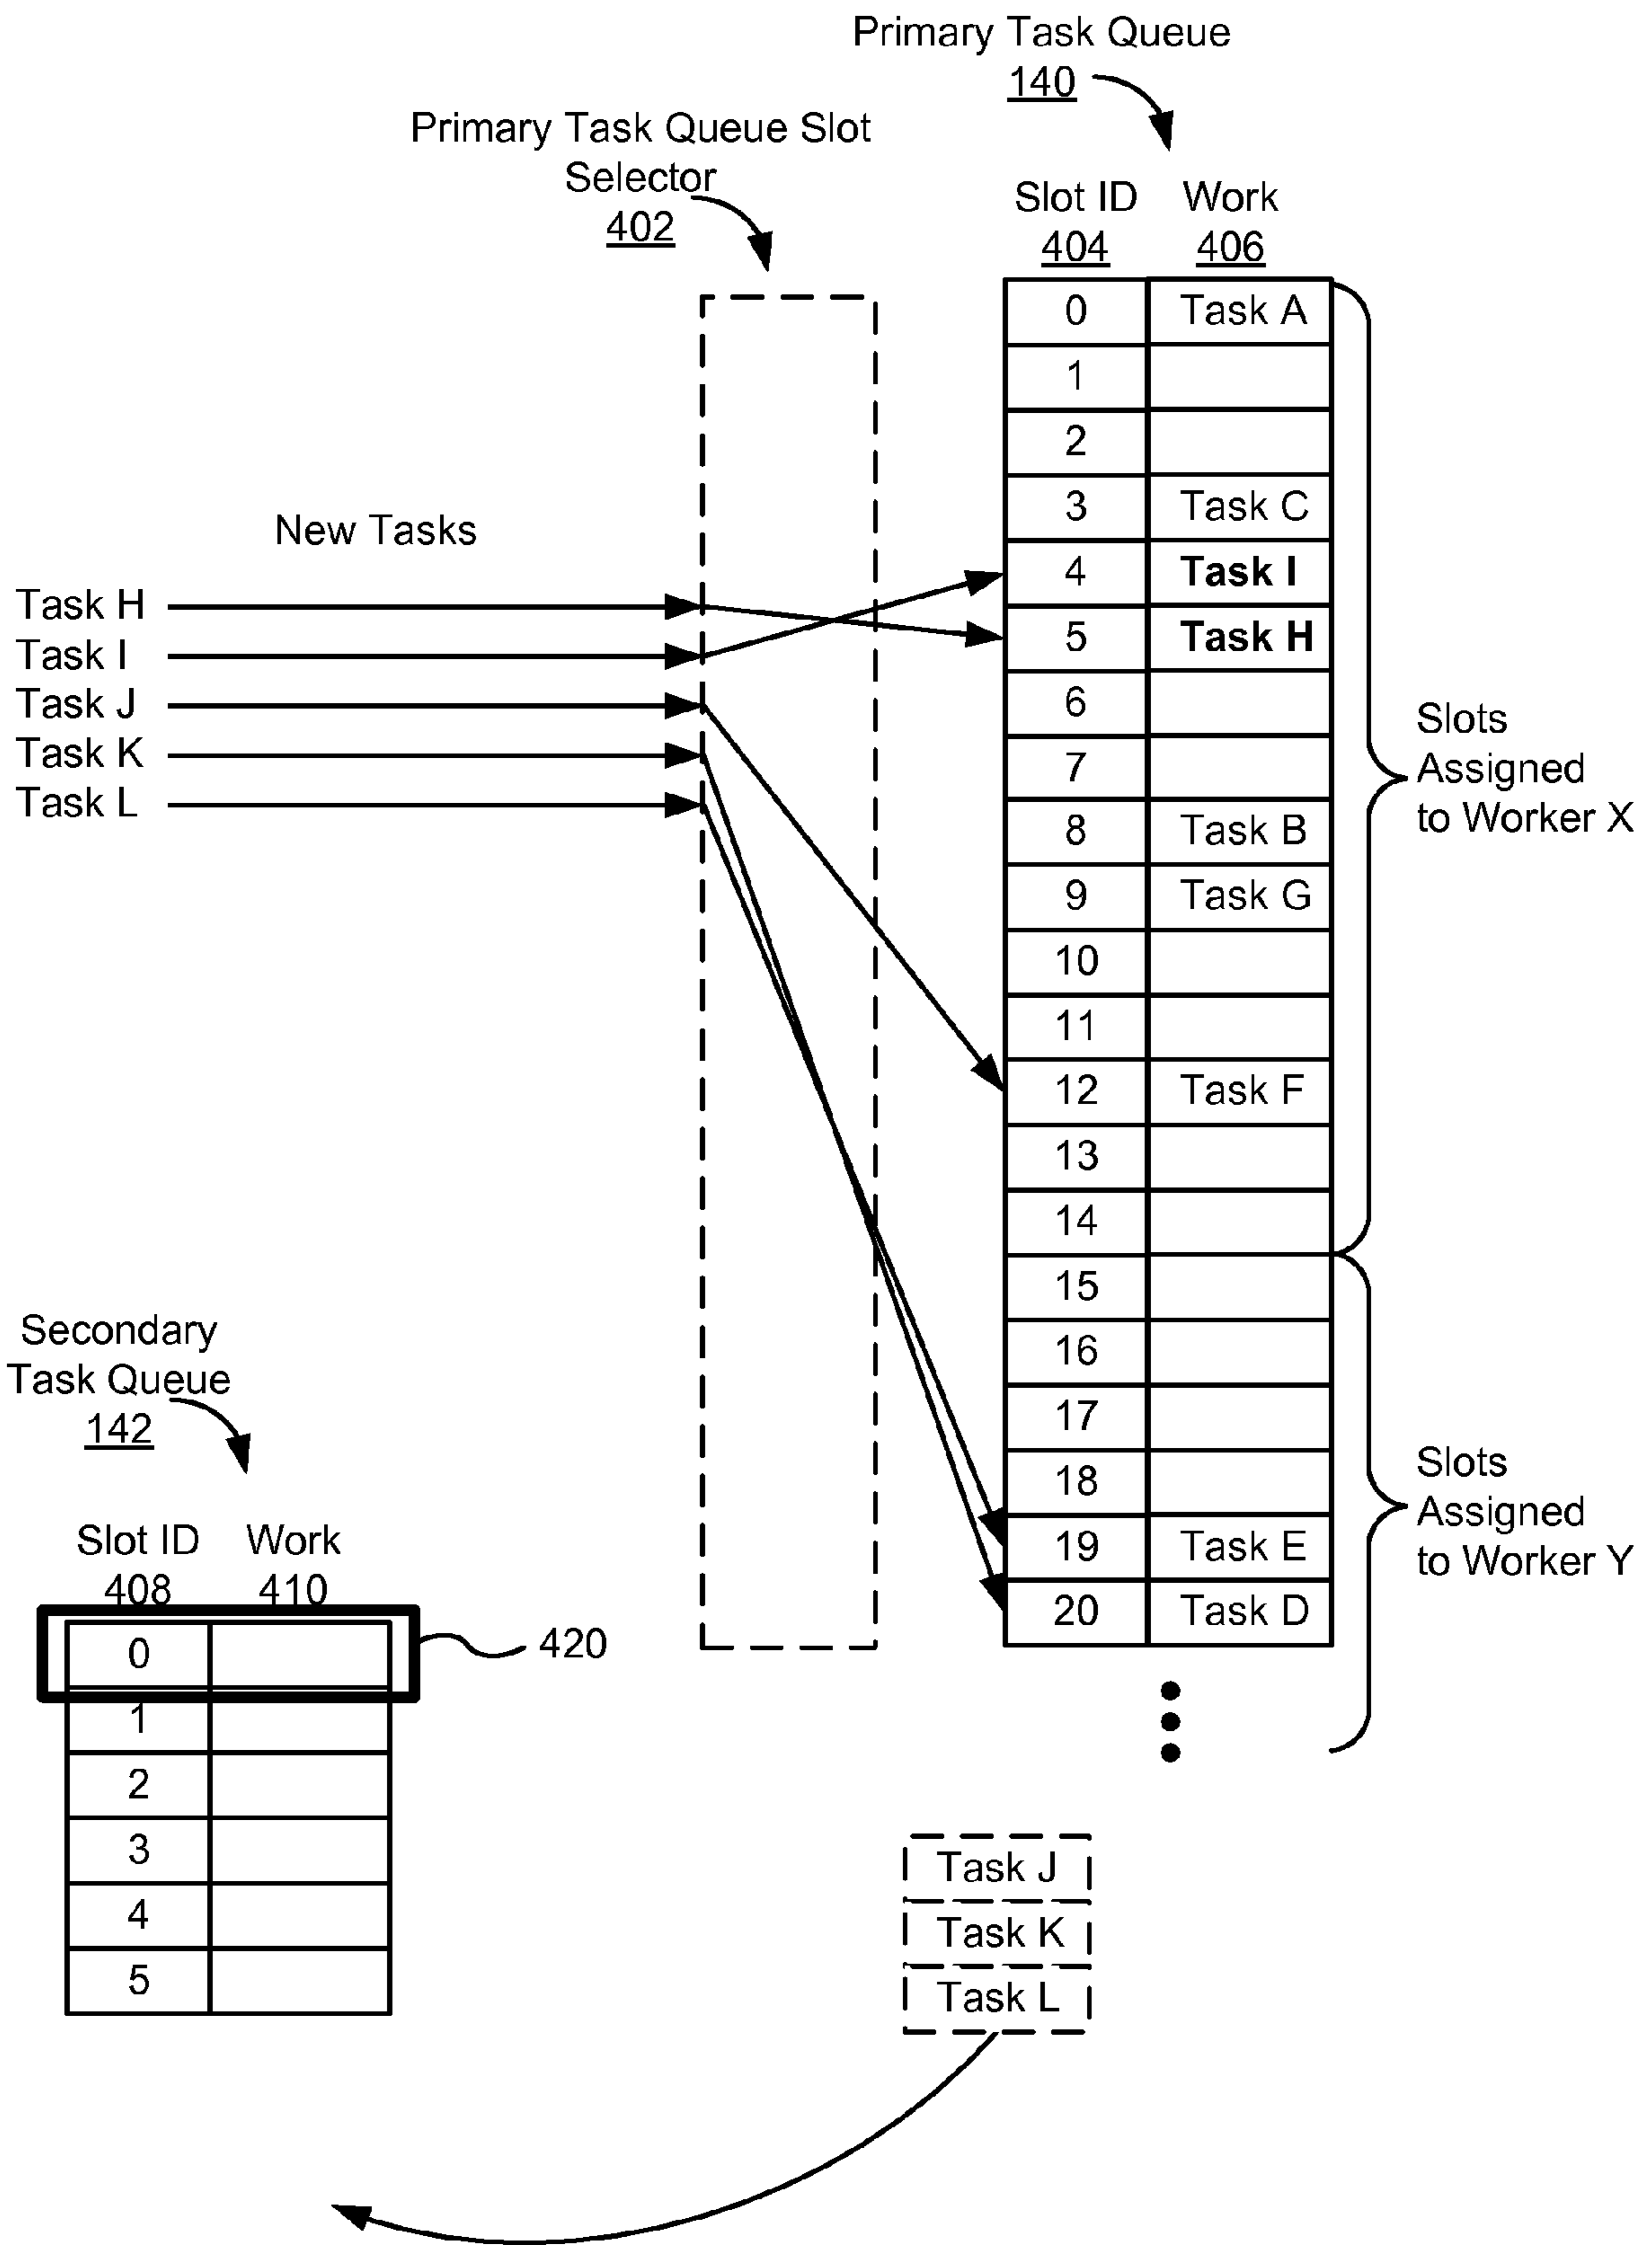 Primary Task Queue
140
Primary Task Queue Slot
Selector
402
Slot ID Work
404 406
0 Task A
1
2
3 Task C
4 Task I
5 Task H
6
7
8 Task B
9 Task G
10
11
12 Task F
13
14
15
16
17
18
19 Task E
20 Task D
Slots
Assigned
to Worker X
Slots
Assigned
to Worker Y
New Tasks
Task H
Task I
Task J
Task K
Task L
Secondary
Task Queue
142
Slot ID Work
408 410
0
1
2
3
4
5
420
Task J
Task K
Task L